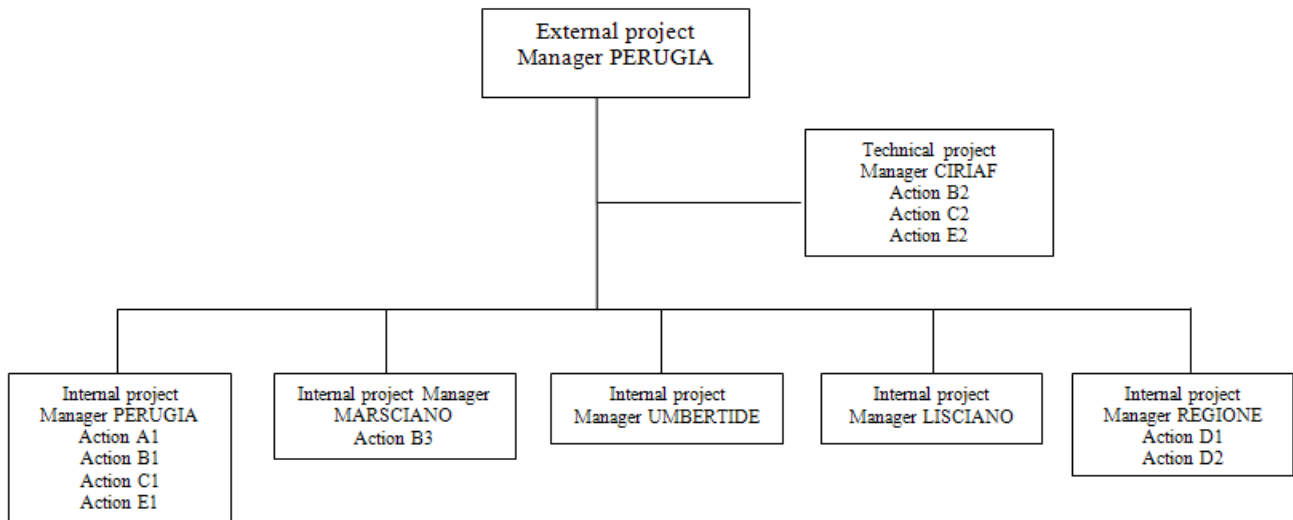 External project
Manager PERUGIA
Technical project
Manager CIRIAF
Action B2
Action C2
Action E2
Internal project
Manager PERUGIA
Action A1
Action B1
Action C1
Action E1
Internal project Manager
MARSCIANO
Action B3
Internal project
Manager UMBERTIDE
Internal project
Manager LISCIANO
Internal project
Manager REGIONE
Action D1
Action D2